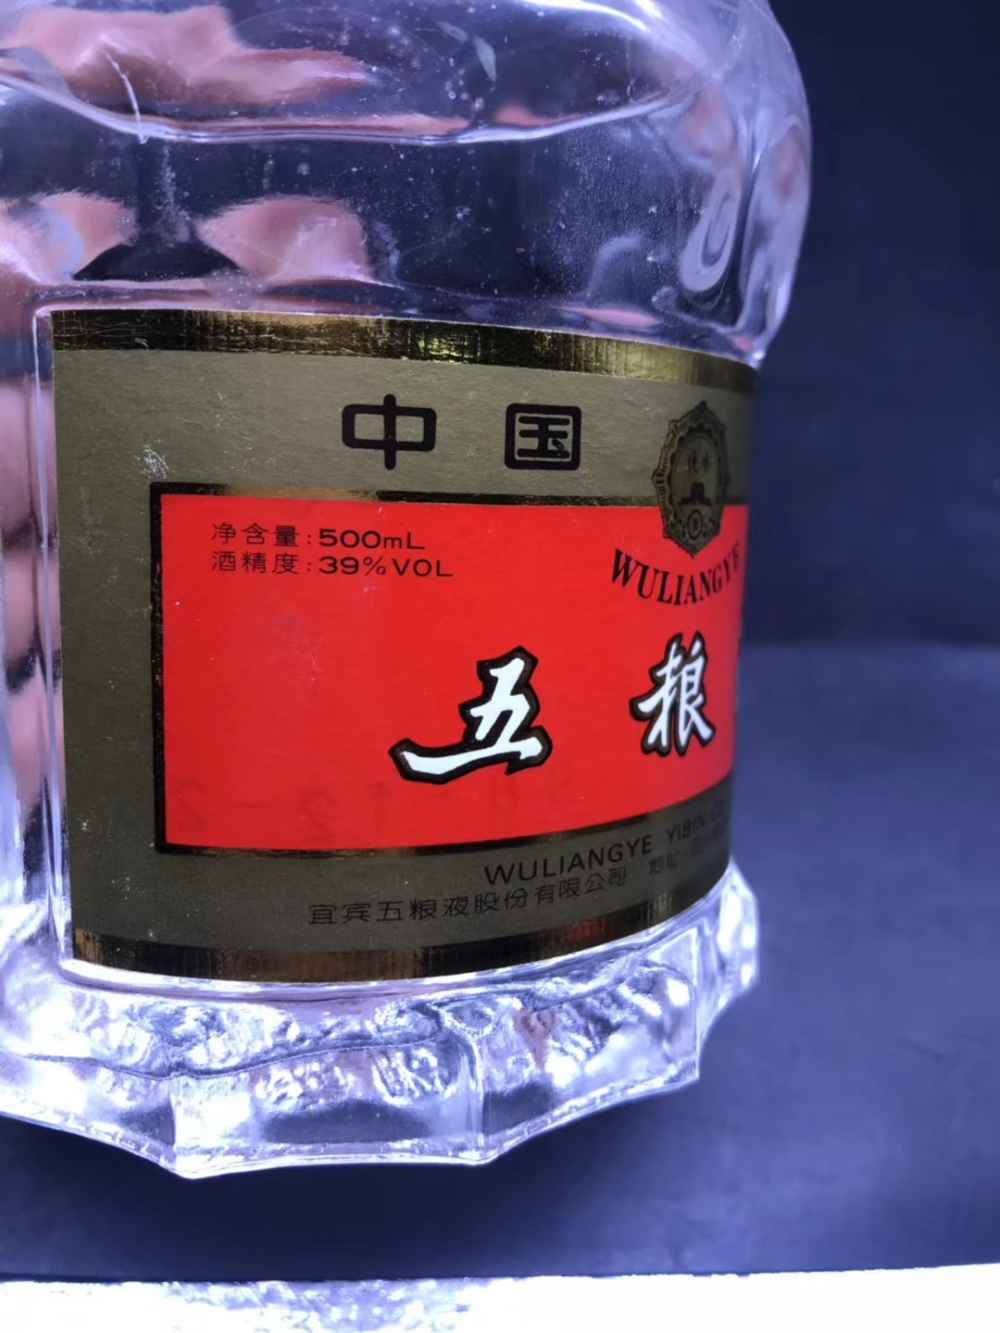 中国
净含量:500mL
酒精度:39%VOL
WULIANGYE
五粮
WULIANGYE YIBIN
宜宾五粮液股份有限公司